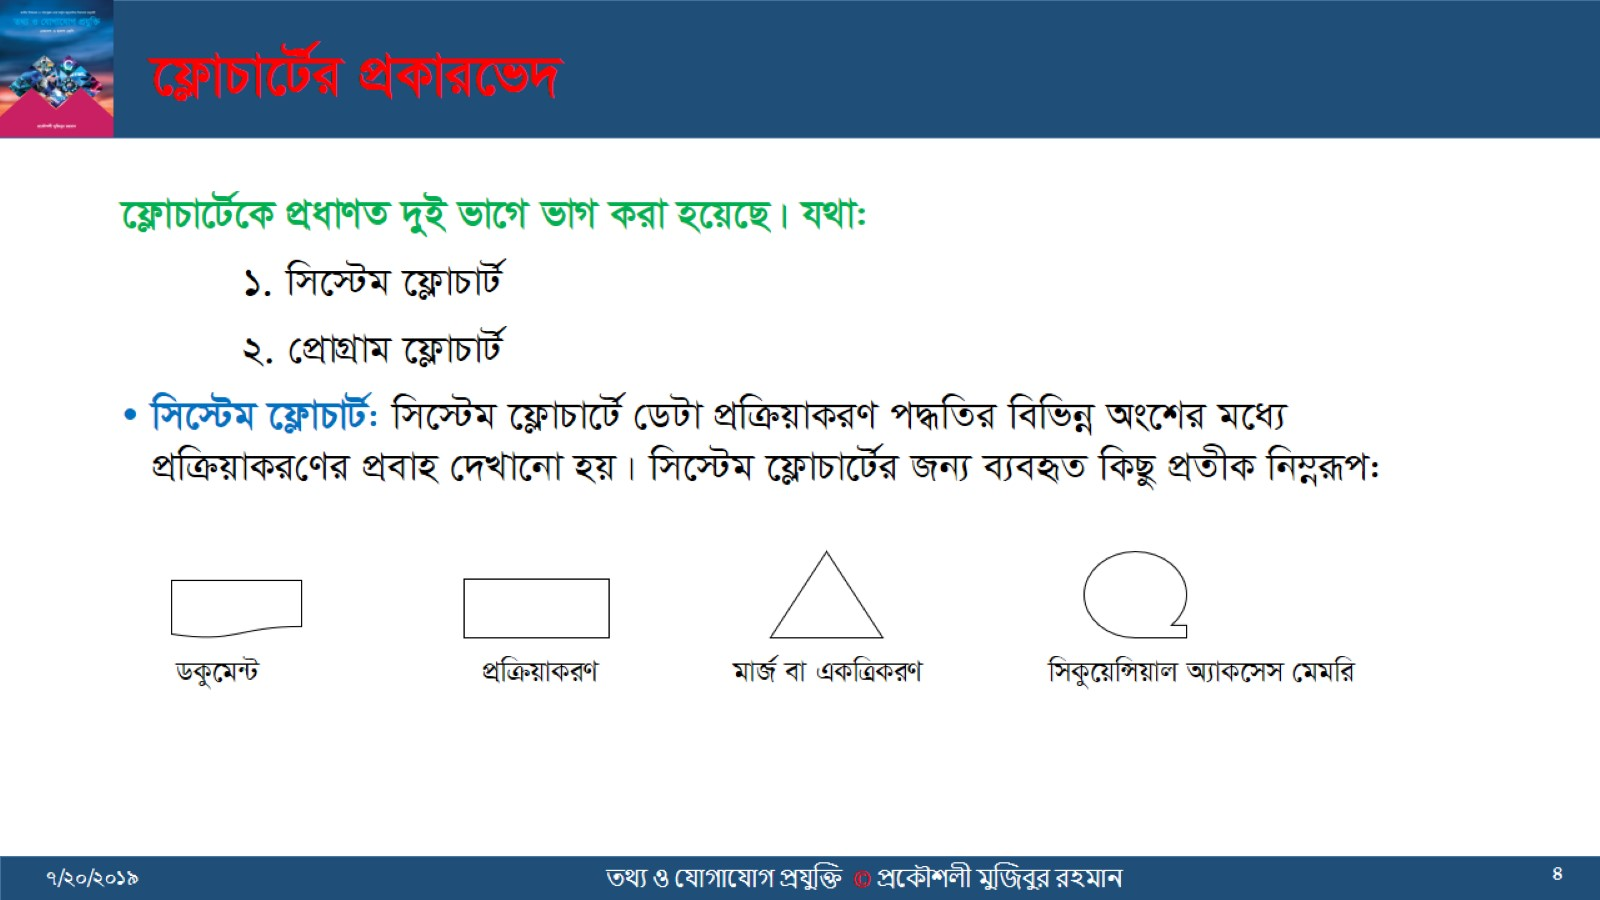 তথ্য ও যোগাযোগ প্রযুক্তি
ফ্লোচার্টের প্রকারভেদ
ফ্লোচার্টেকে প্রধাণত দুই ভাগে ভাগ করা হয়েছে। যথা:
১. সিস্টেম ফ্লোচার্ট
২. প্রোগ্রাম ফ্লোচার্ট
• সিস্টেম ফ্লোচার্ট: সিস্টেম ফ্লোচার্টে ডেটা প্রক্রিয়াকরণ পদ্ধতির বিভিন্ন অংশের মধ্যে
প্রক্রিয়াকরণের প্রবাহ দেখানো হয়। সিস্টেম ফ্লোচার্টের জন্য ব্যবহৃত কিছু প্রতীক নিম্নরূপ:
ডকুমেন্ট প্রক্রিয়াকরণ মার্জ বা একত্রিকরণ সিকুয়েন্সিয়াল অ্যাকসেস মেমরি
৭/২০/২০১৯ তথ্য ও যোগাযোগ প্রযুক্তি © প্রকৌশলী মুজিবুর রহমান ৪